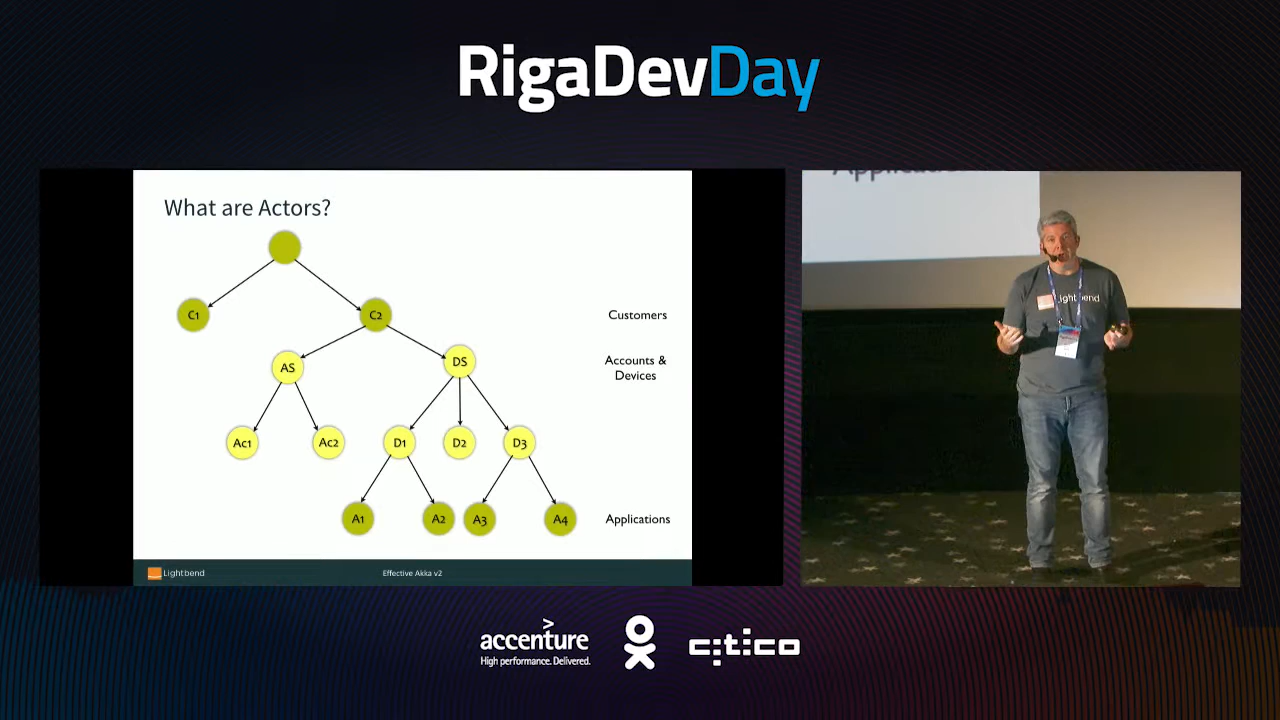 RigaDevDay
What are Actors?
C1
C2
Customers
AS
DS
Accounts &
Devices
Ac1
Ac2
D1
D2
D3
A1
A2
A3
A4
Applications
Lightbend
Effective Akka v2
Lightbend
accenture
High performance. Delivered.
citico